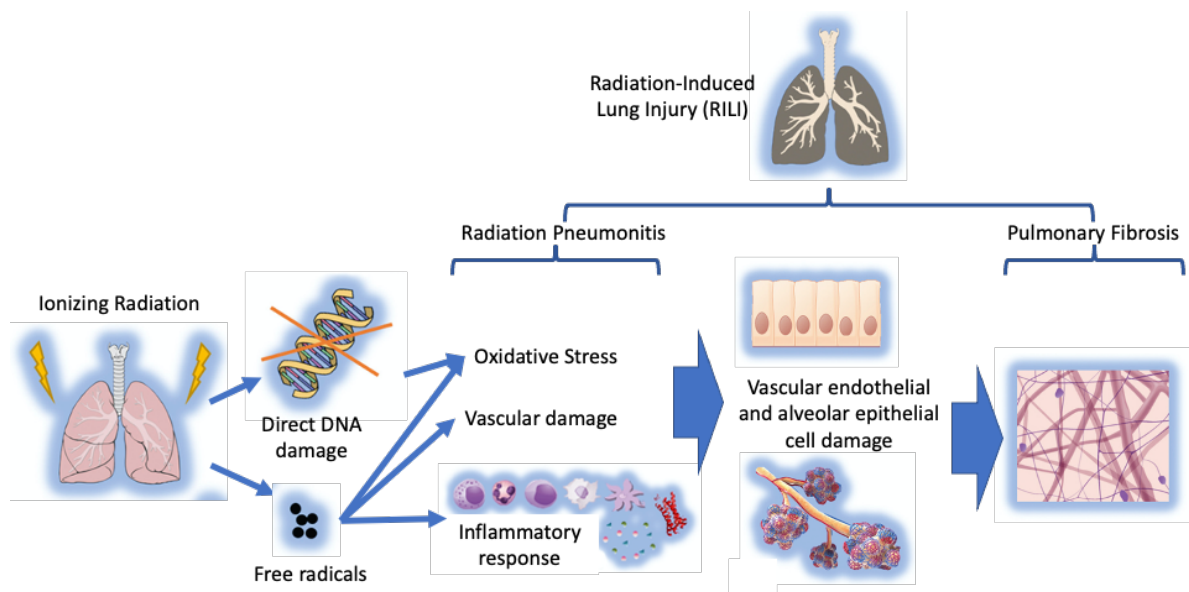 Radiation-Induced
Lung Injury (RILI)
Radiation Pneumonitis
Pulmonary Fibrosis
Ionizing Radiation
Direct DNA
damage
Free radicals
Oxidative Stress
Vascular damage
Inflammatory
response
Vascular endothelial
and alveolar epithelial
cell damage